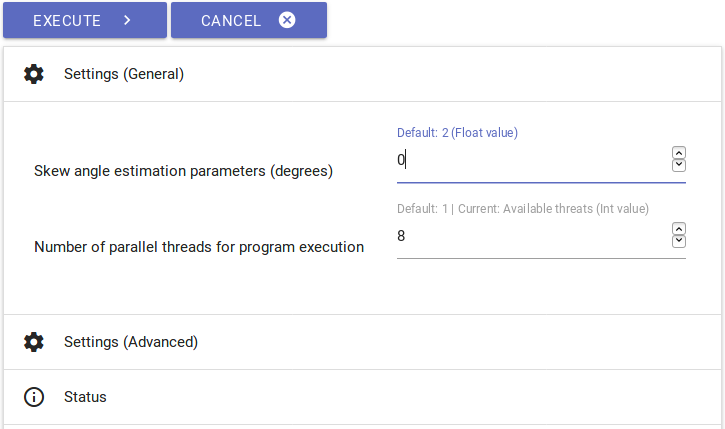 EXECUTE
CANCEL
Settings (General)
Default: 2 (Float value)
Skew angle estimation parameters (degrees)
0
Default: 1 | Current: Available threats (Int value)
Number of parallel threads for program execution
8
Settings (Advanced)
Status